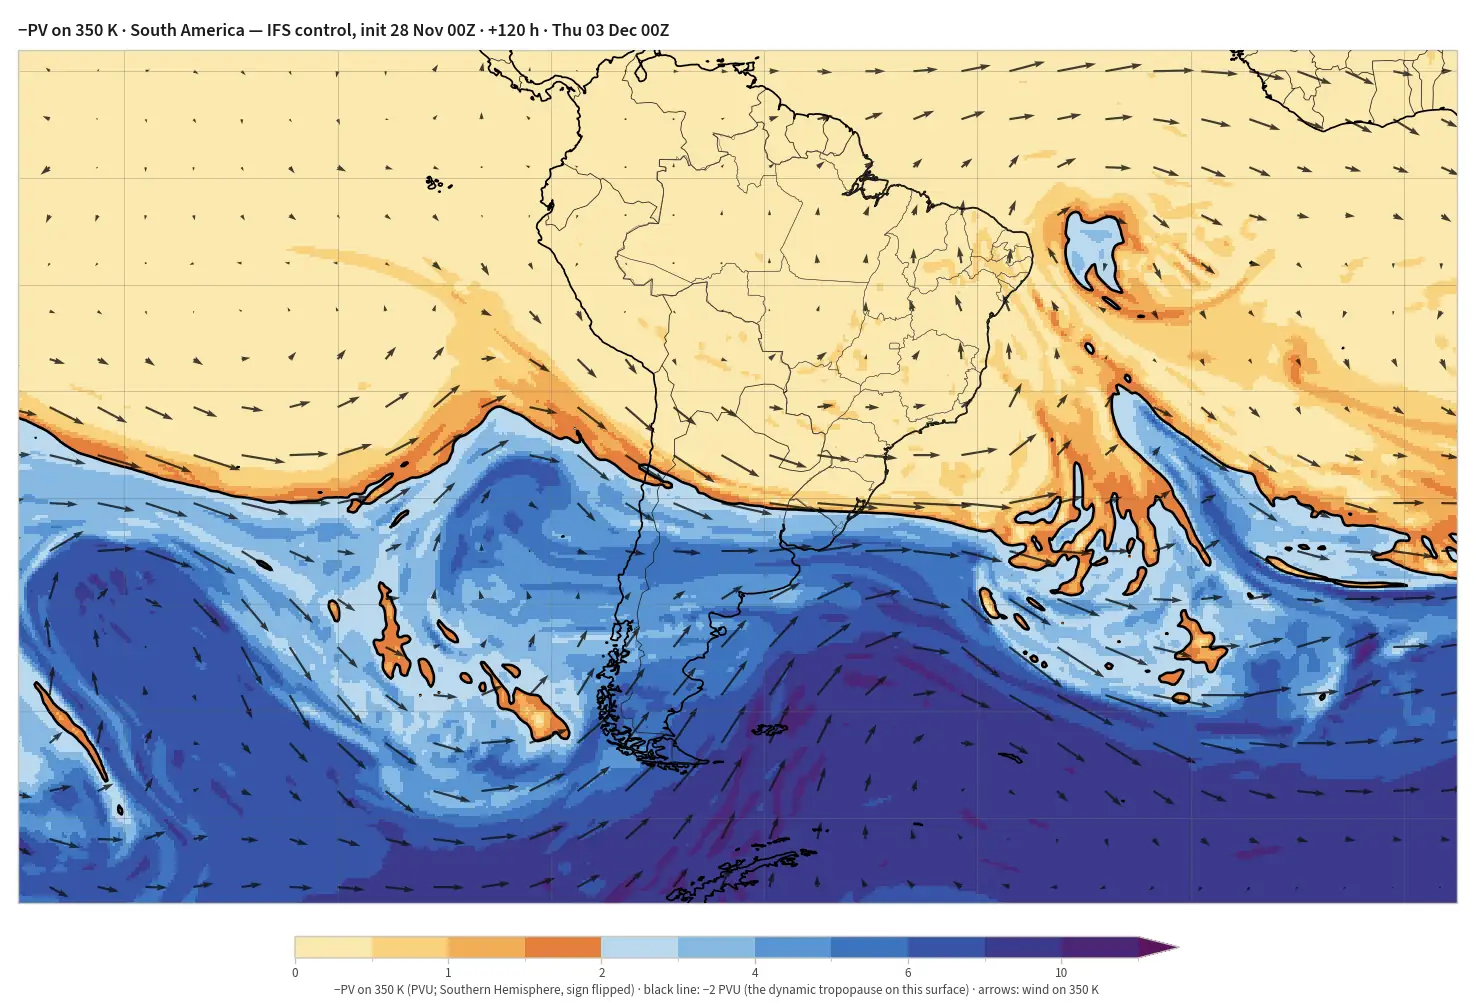 −PV on 350 K · South America — IFS control, init 28 Nov 00Z · +120 h · Thu 03 Dec 00Z
0 1 2 4 6 10
−PV on 350 K (PVU; Southern Hemisphere, sign flipped) · black line: −2 PVU (the dynamic tropopause on this surface) · arrows: wind on 350 K